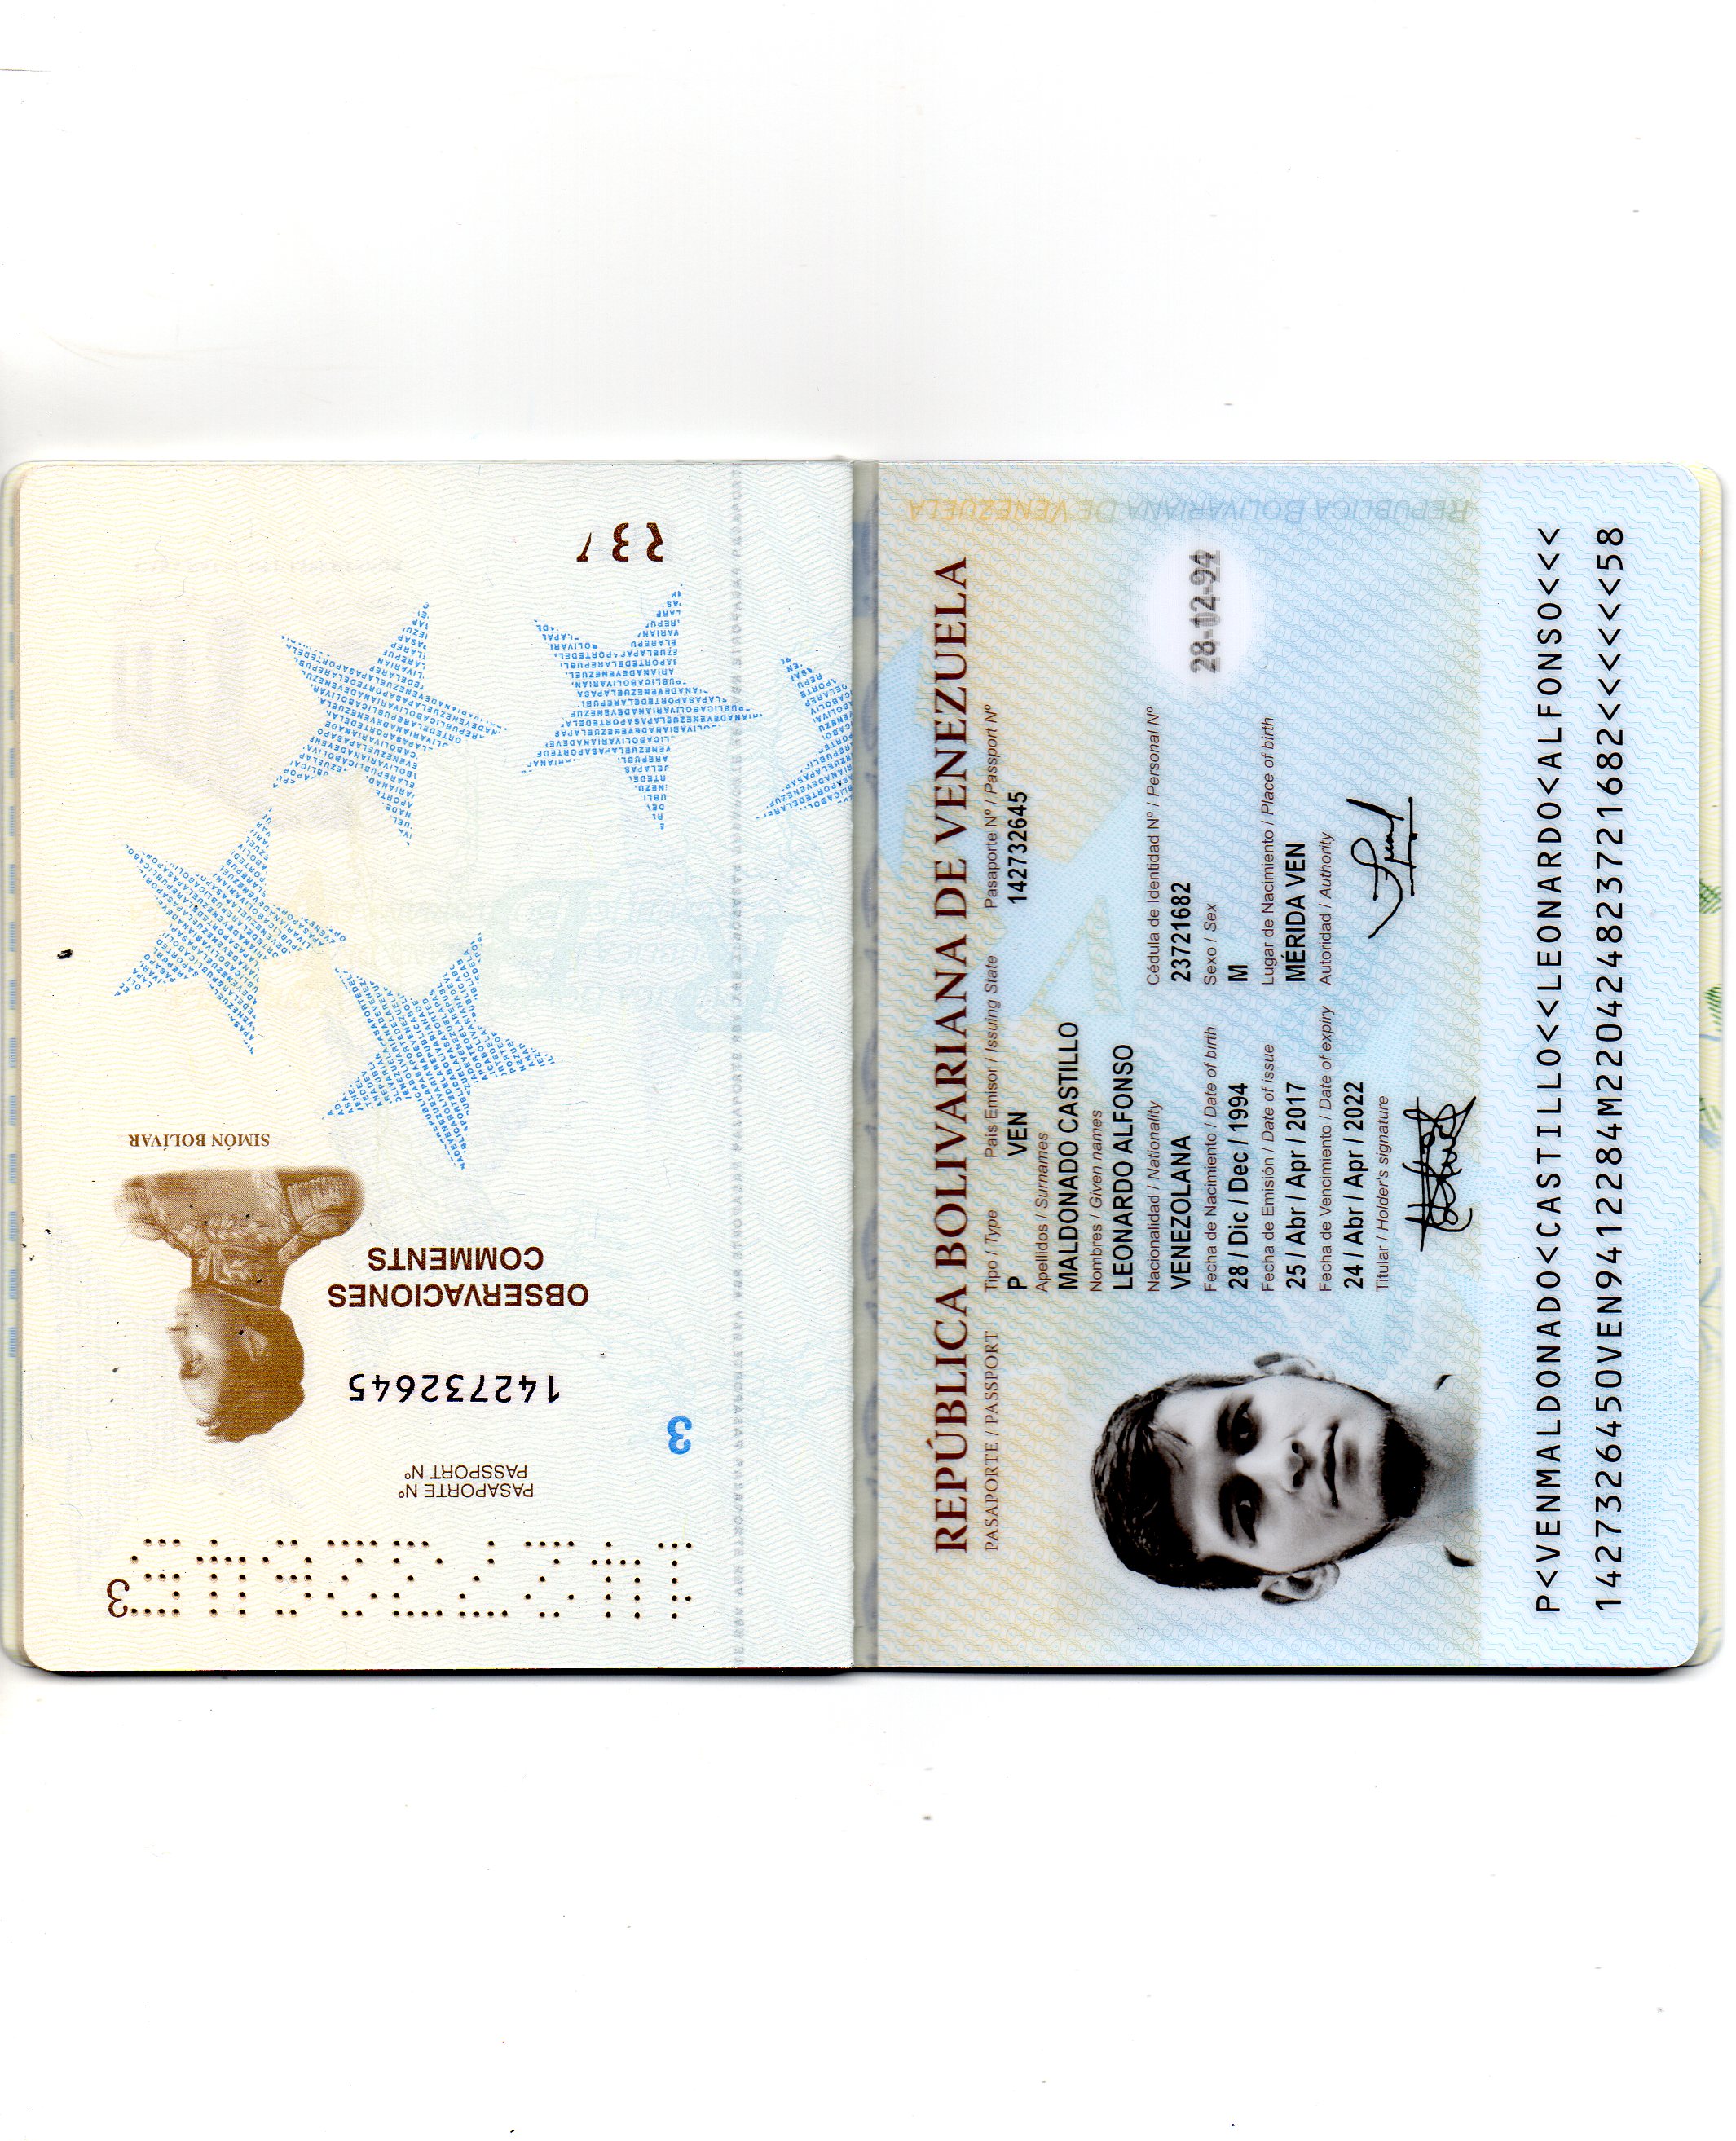 REPÚBLICA BOLIVARIANA DE VENEZUELA
REPÚBLICA BOLIVARIANA DE VENEZUELA
PASAPORTE / PASSPORT
Tipo / Type País Emisor / Issuing State Pasaporte Nº / Passport Nº
P VEN 142732645
Apellidos / Surnames
MALDONADO CASTILLO
Nombres / Given names
LEONARDO ALFONSO
Nacionalidad / Nationality Cédula de Identidad Nº / Personal Nº
VENEZOLANA 23721682
Fecha de Nacimiento / Date of birth Sexo / Sex
28 / Dic / Dec / 1994 M
28-12-94
Fecha de Emisión / Date of issue Lugar de Nacimiento / Place of birth
25 / Abr / Apr / 2017 MÉRIDA VEN
Fecha de Vencimiento / Date of expiry Autoridad / Authority
24 / Abr / Apr / 2022
Titular / Holder's signature
P<VENMALDONADO<CASTILLO<<LEONARDO<ALFONSO<<<
1427326450VEN9412284M220424823721682<<<<<<58
142732645
3
PASAPORTE Nº
PASSPORT Nº
3
142732645
OBSERVACIONES
COMMENTS
SIMÓN BOLÍVAR